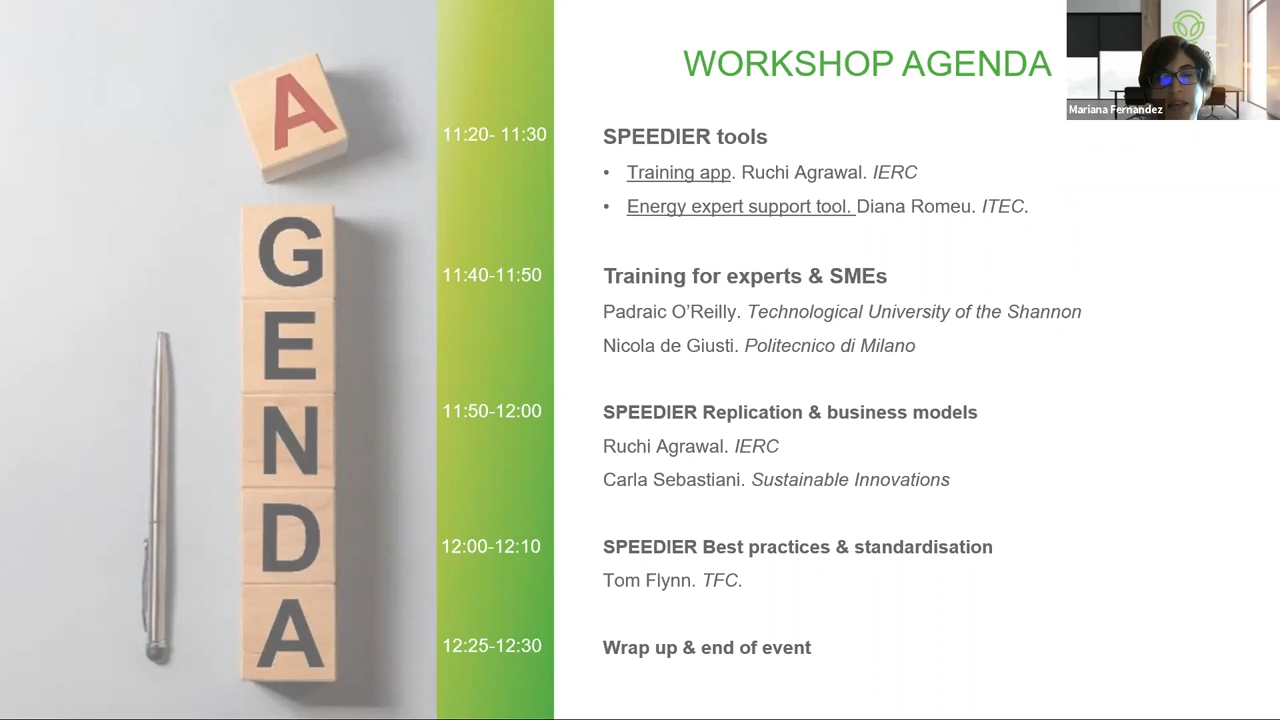 WORKSHOP AGENDA
Mariana Fernandez
A
G
E
N
D
A
11:20- 11:30
SPEEDIER tools
• Training app. Ruchi Agrawal. IERC
• Energy expert support tool. Diana Romeu. ITEC.
11:40-11:50
Training for experts & SMEs
Padraic O’Reilly. Technological University of the Shannon
Nicola de Giusti. Politecnico di Milano
11:50-12:00
SPEEDIER Replication & business models
Ruchi Agrawal. IERC
Carla Sebastiani. Sustainable Innovations
12:00-12:10
SPEEDIER Best practices & standardisation
Tom Flynn. TFC.
12:25-12:30
Wrap up & end of event